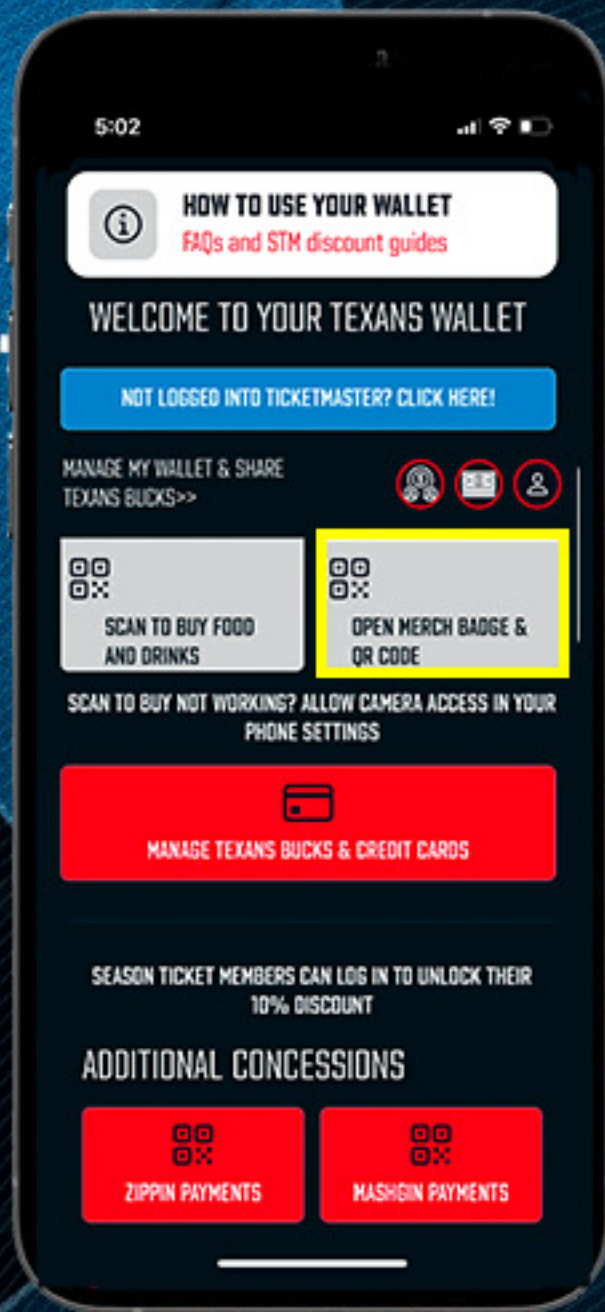 5:02
HOW TO USE YOUR WALLET
FAQs and STM discount guides
WELCOME TO YOUR TEXANS WALLET
NOT LOGGED INTO TICKETMASTER? CLICK HERE!
MANAGE MY WALLET & SHARE
TEXANS BUCKS>>
SCAN TO BUY FOOD
AND DRINKS
OPEN MERCH BADGE &
QR CODE
SCAN TO BUY NOT WORKING? ALLOW CAMERA ACCESS IN YOUR
PHONE SETTINGS
MANAGE TEXANS BUCKS & CREDIT CARDS
SEASON TICKET MEMBERS CAN LOG IN TO UNLOCK THEIR
10% DISCOUNT
ADDITIONAL CONCESSIONS
ZIPPIN PAYMENTS
MASHGIN PAYMENTS